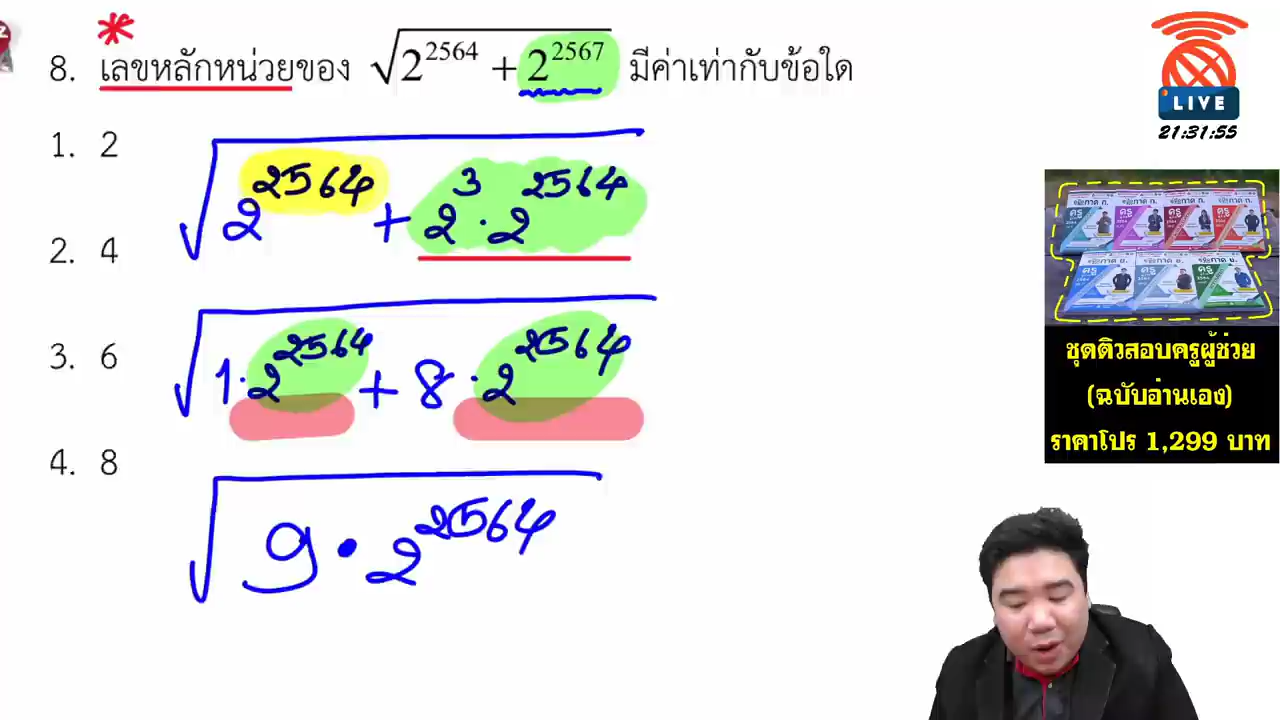 8. เลขหลักหน่วยของ √(2^2564 + 2^2567) มีค่าเท่ากับข้อใด
1. 2
√(2^2564 + 2^3 · 2^2564)
2. 4
√(1·2^2564 + 8·2^2564)
3. 6
4. 8
√(9 · 2^2564)
LIVE
21:31:55
ชุดติวสอบครูผู้ช่วย
(ฉบับอ่านเอง)
ราคาโปร 1,299 บาท